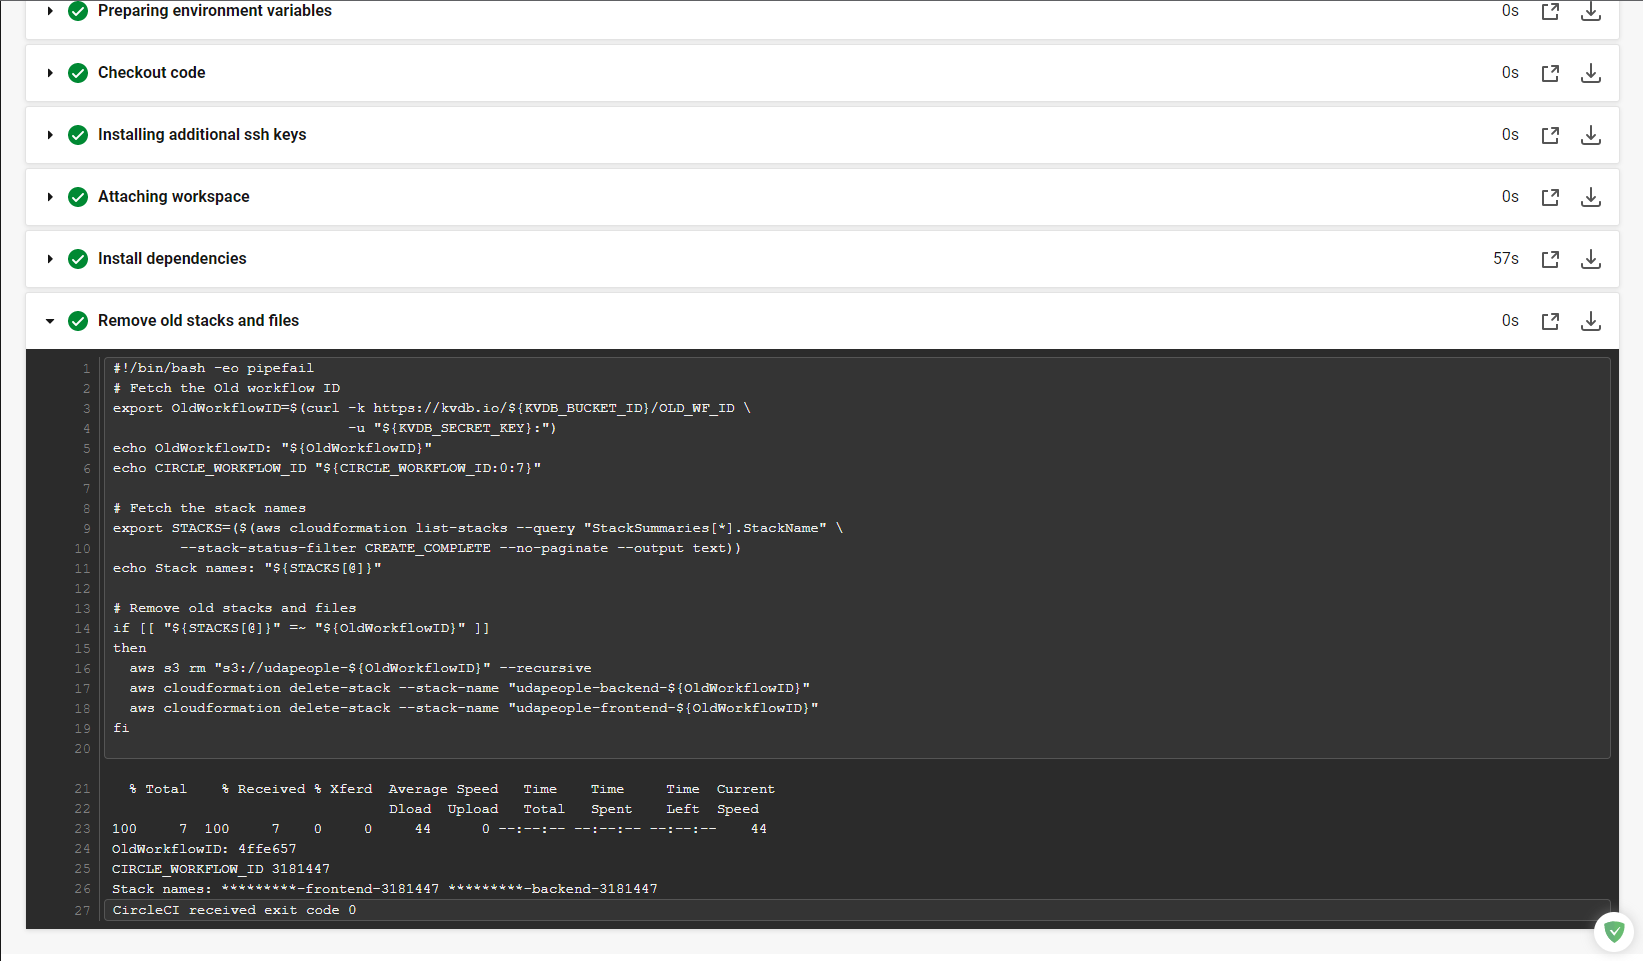 Preparing environment variables 0s
Checkout code 0s
Installing additional ssh keys 0s
Attaching workspace 0s
Install dependencies 57s
Remove old stacks and files 0s
1 #!/bin/bash -eo pipefail
2 # Fetch the Old workflow ID
3 export OldWorkflowID=$(curl -k https://kvdb.io/${KVDB_BUCKET_ID}/OLD_WF_ID \
4 -u "${KVDB_SECRET_KEY}:")
5 echo OldWorkflowID: "${OldWorkflowID}"
6 echo CIRCLE_WORKFLOW_ID "${CIRCLE_WORKFLOW_ID:0:7}"
7
8 # Fetch the stack names
9 export STACKS=($(aws cloudformation list-stacks --query "StackSummaries[*].StackName" \
10 --stack-status-filter CREATE_COMPLETE --no-paginate --output text))
11 echo Stack names: "${STACKS[@]}"
12
13 # Remove old stacks and files
14 if [[ "${STACKS[@]}" =~ "${OldWorkflowID}" ]]
15 then
16 aws s3 rm "s3://udapeople-${OldWorkflowID}" --recursive
17 aws cloudformation delete-stack --stack-name "udapeople-backend-${OldWorkflowID}"
18 aws cloudformation delete-stack --stack-name "udapeople-frontend-${OldWorkflowID}"
19 fi
20
21 % Total % Received % Xferd Average Speed Time Time Time Current
22 Dload Upload Total Spent Left Speed
23 100 7 100 7 0 0 44 0 --:--:-- --:--:-- --:--:-- 44
24 OldWorkflowID: 4ffe657
25 CIRCLE_WORKFLOW_ID 3181447
26 Stack names: *********-frontend-3181447 *********-backend-3181447
27 CircleCI received exit code 0